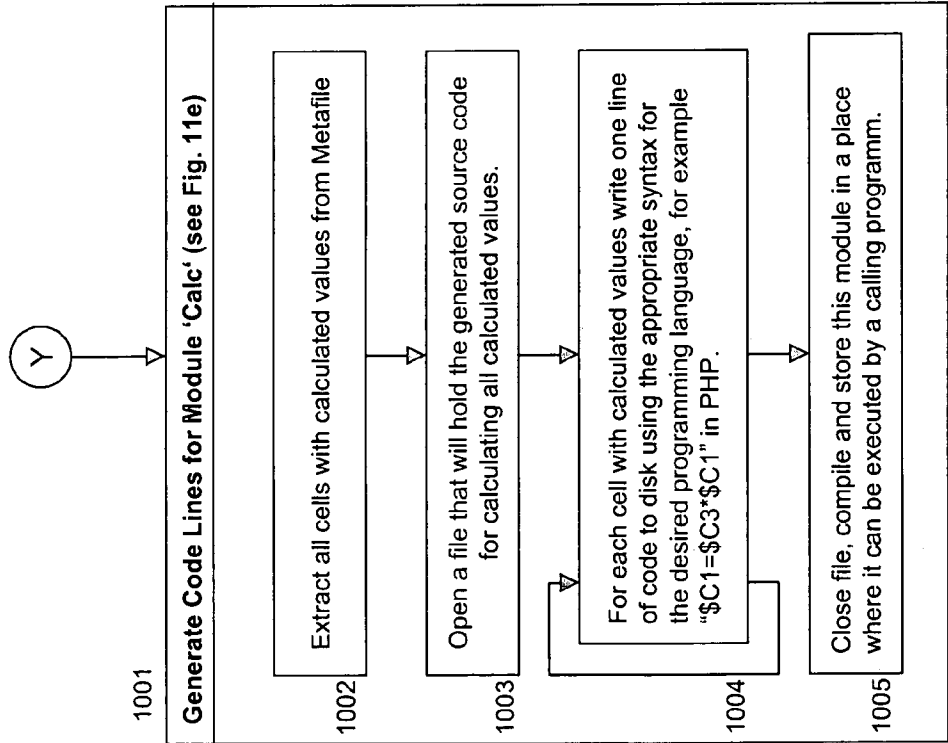 Y
1001
Generate Code Lines for Module ‘Calc‘ (see Fig. 11e)
1002
Extract all cells with calculated values from Metafile
1003
Open a file that will hold the generated source code
for calculating all calculated values.
1004
For each cell with calculated values write one line
of code to disk using the appropriate syntax for
the desired programming language, for example
“$C1=$C3*$C1” in PHP.
1005
Close file, compile and store this module in a place
where it can be executed by a calling programm.